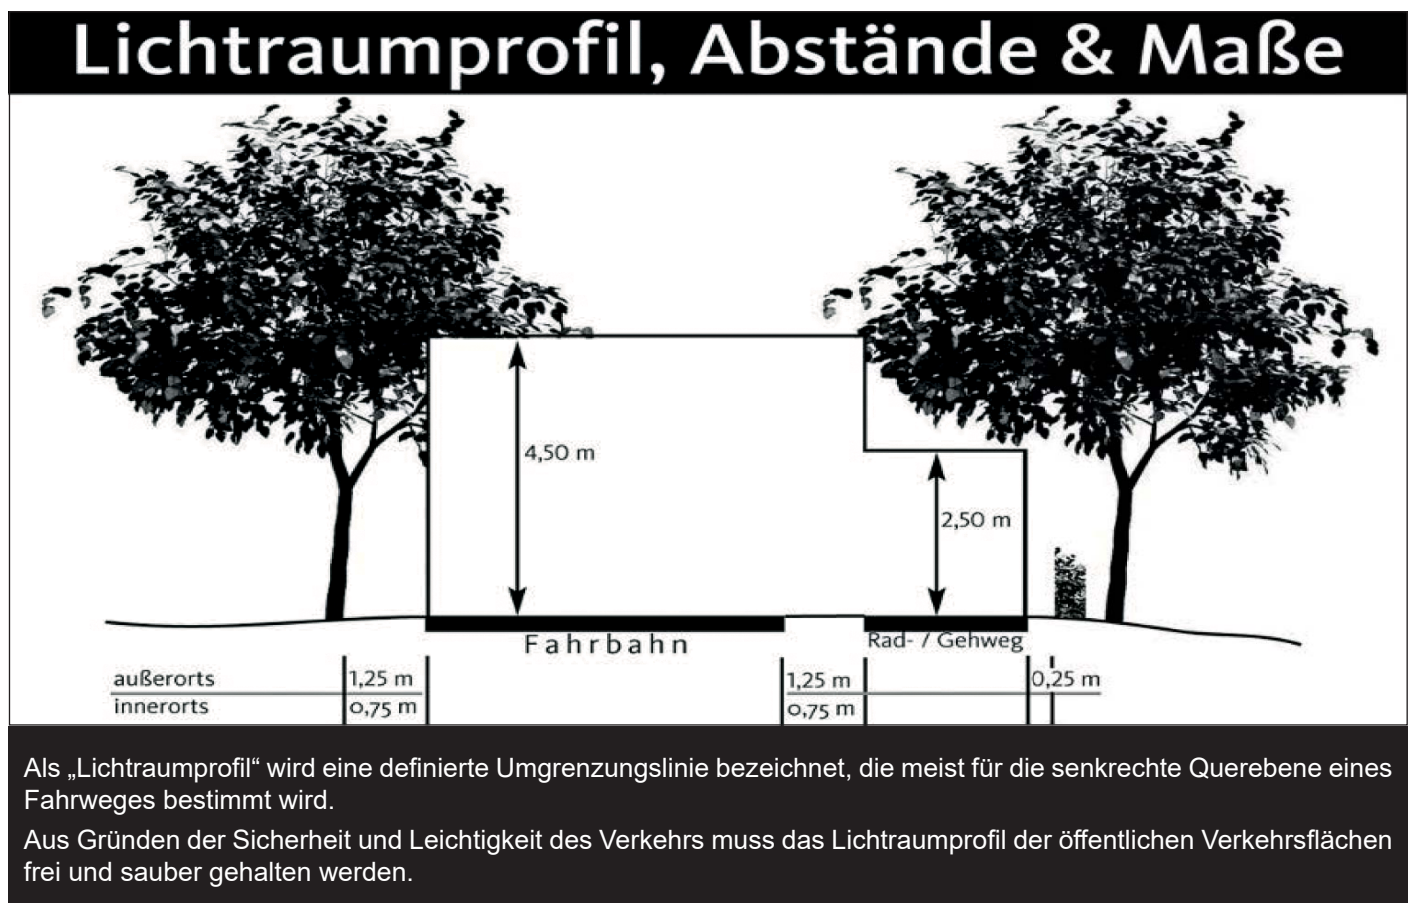 Lichtraumprofil, Abstände & Maße
4,50 m
2,50 m
Fahrbahn
Rad- / Gehweg
außerorts 1,25 m 1,25 m 0,25 m
innerorts 0,75 m 0,75 m
Als „Lichtraumprofil“ wird eine definierte Umgrenzungslinie bezeichnet, die meist für die senkrechte Querebene eines
Fahrweges bestimmt wird.
Aus Gründen der Sicherheit und Leichtigkeit des Verkehrs muss das Lichtraumprofil der öffentlichen Verkehrsflächen
frei und sauber gehalten werden.